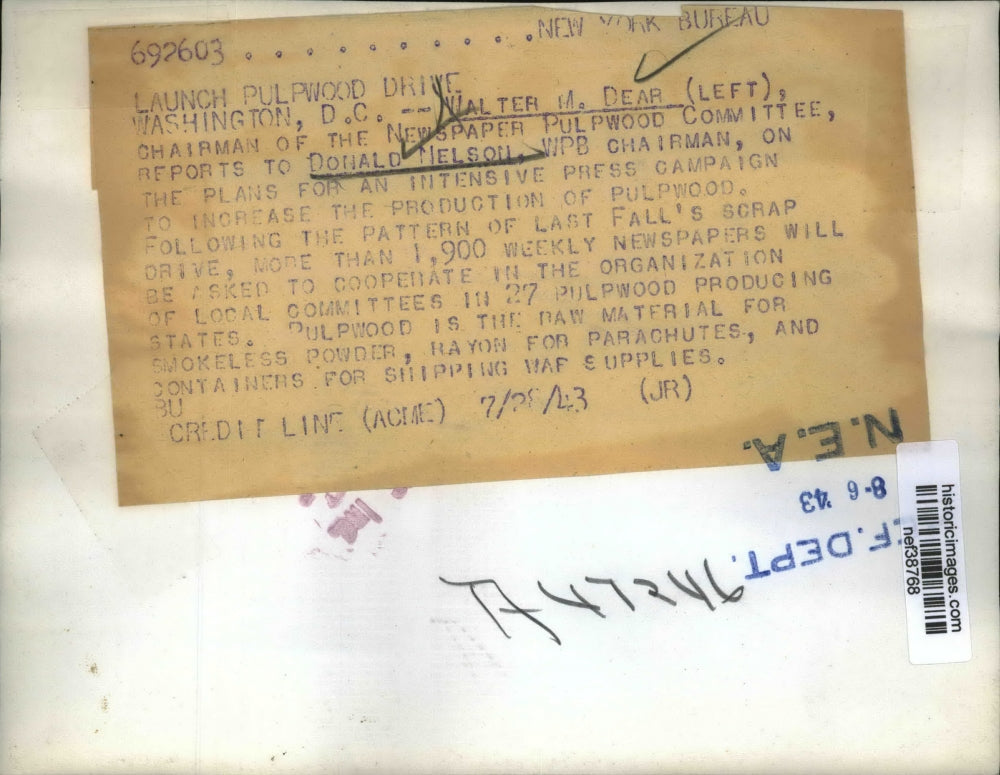 692603 . . . . . . . . . . . NEW YORK BUREAU
LAUNCH PULPWOOD DRIVE
WASHINGTON, D.C. -- WALTER M. DEAR (LEFT),
CHAIRMAN OF THE NEWSPAPER PULPWOOD COMMITTEE,
REPORTS TO DONALD NELSON, WPB CHAIRMAN, ON
THE PLANS FOR AN INTENSIVE PRESS CAMPAIGN
TO INCREASE THE PRODUCTION OF PULPWOOD.
FOLLOWING THE PATTERN OF LAST FALL'S SCRAP
DRIVE, MORE THAN 1,900 WEEKLY NEWSPAPERS WILL
BE ASKED TO COOPERATE IN THE ORGANIZATION
OF LOCAL COMMITTEES IN 27 PULPWOOD PRODUCING
STATES. PULPWOOD IS THE RAW MATERIAL FOR
SMOKELESS POWDER, RAYON FOR PARACHUTES, AND
CONTAINERS FOR SHIPPING WAR SUPPLIES.
BU
CREDIT LINE (ACME) (JR)
N.E.A.
8-6 '43
F. DEPT.
historicimages.com
nef38768